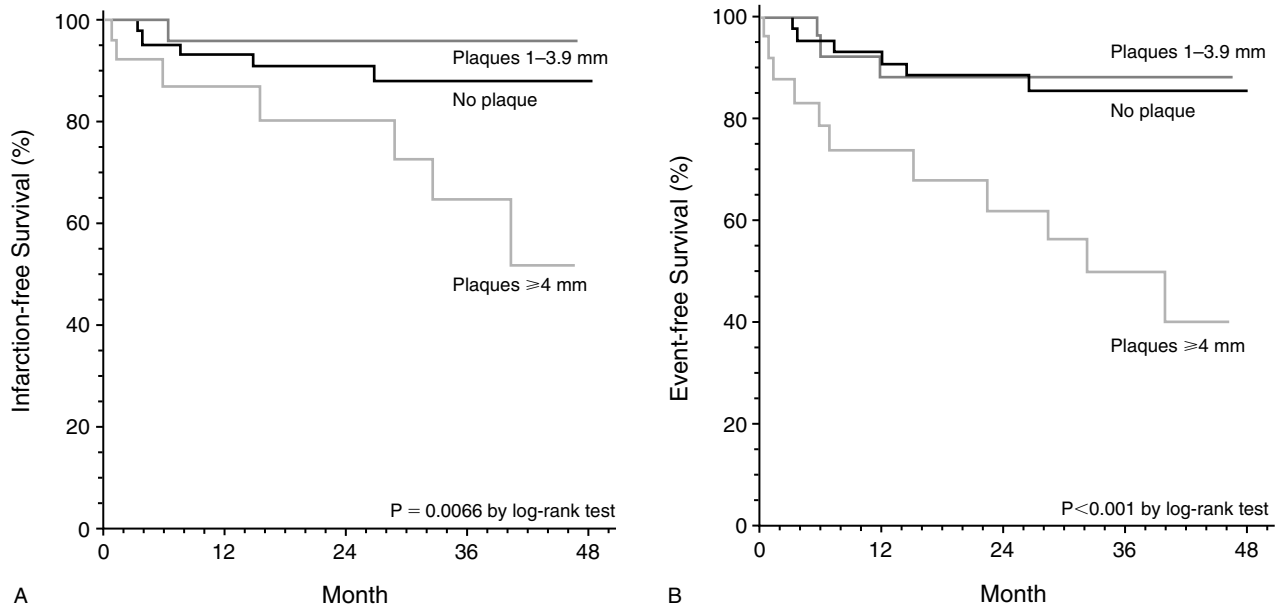 100
80
60
40
20
0
Infarction-free Survival (%)
Plaques 1–3.9 mm
No plaque
Plaques ≥4 mm
P = 0.0066 by log-rank test
0 12 24 36 48
A Month
100
80
60
40
20
0
Event-free Survival (%)
Plaques 1–3.9 mm
No plaque
Plaques ≥4 mm
P<0.001 by log-rank test
0 12 24 36 48
B Month